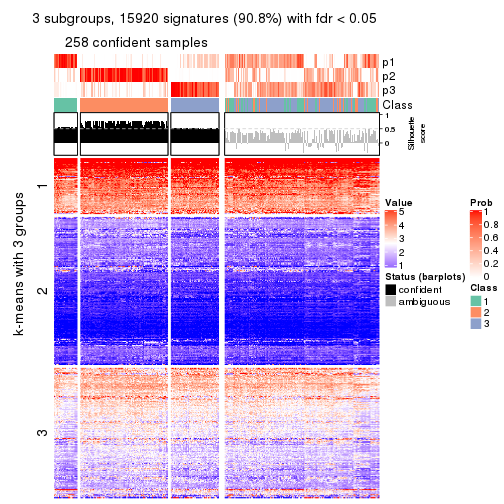 3 subgroups, 15920 signatures (90.8%) with fdr < 0.05
258 confident samples
p1
p2
p3
Class
1
0.5
0
Silhouette
score
k-means with 3 groups
1
2
3
Value
5
4
3
2
1
Status (barplots)
confident
ambiguous
Prob
1
0.8
0.6
0.4
0.2
0
Class
1
2
3